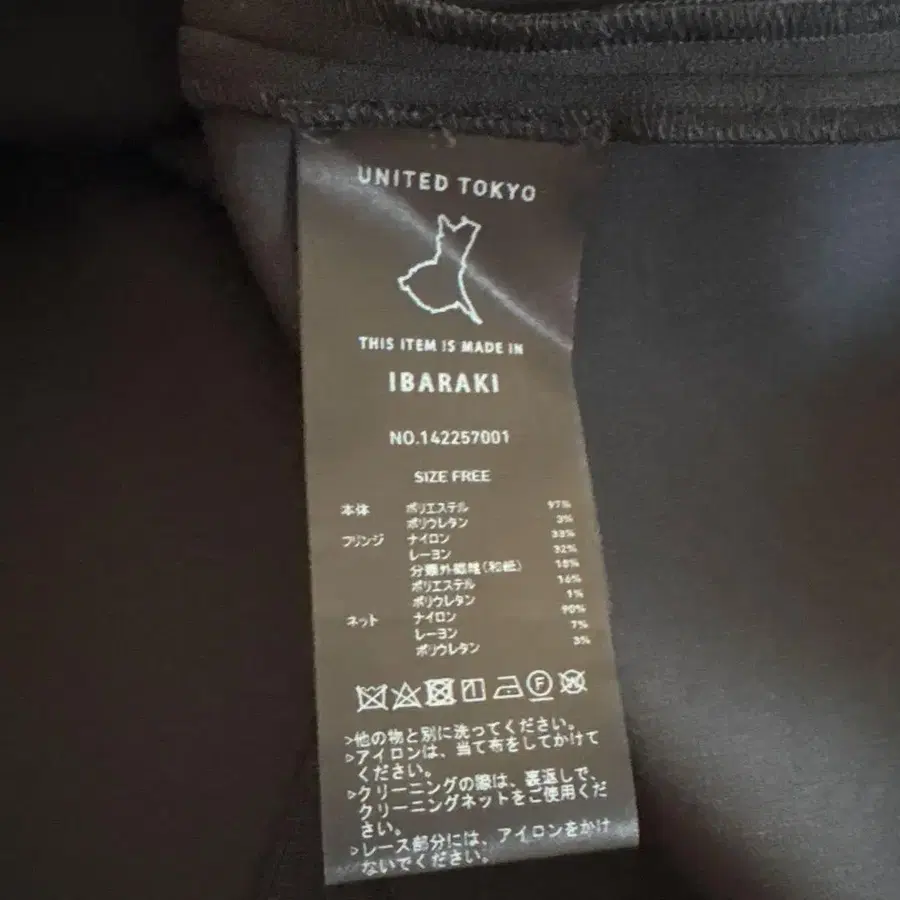 UNITED TOKYO
THIS ITEM IS MADE IN
IBARAKI
NO.142257001
SIZE FREE
本体 ポリエステル 97%
ポリウレタン 3%
フリンジ ナイロン 33%
レーヨン 32%
分類外繊維(和紙) 18%
ポリエステル 16%
ポリウレタン 1%
ネット ナイロン 90%
レーヨン 7%
ポリウレタン 3%
F
>他の物と別に洗ってください。
>アイロンは、当て布をしてかけて
ください。
>クリーニングの際は、裏返しで、
クリーニングネットをご使用くだ
さい。
>レース部分には、アイロンをかけ
ないでください。